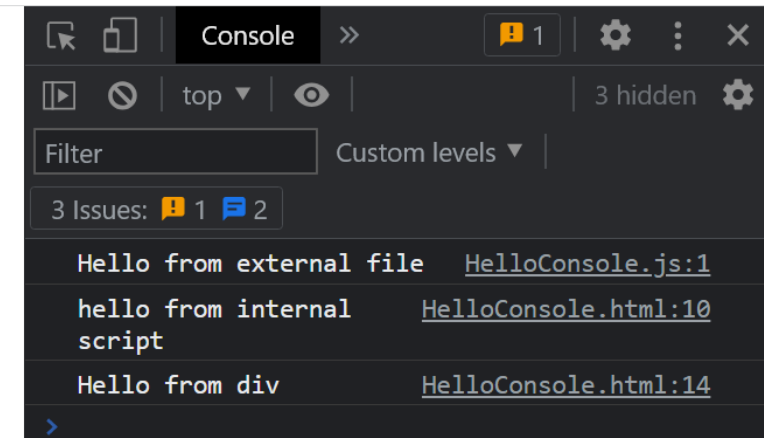 Console » 1
top 3 hidden
Filter Custom levels
3 Issues: 1 2
Hello from external file HelloConsole.js:1
hello from internal HelloConsole.html:10
script
Hello from div HelloConsole.html:14